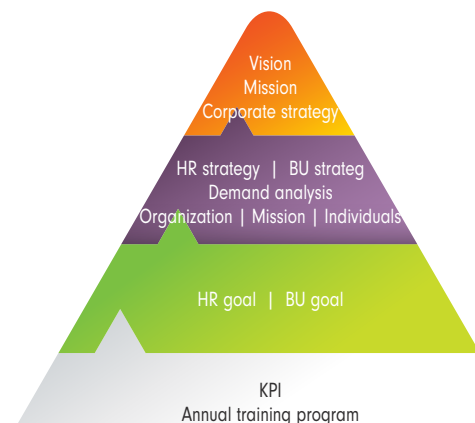 Vision
Mission
Corporate strategy
HR strategy | BU strateg
Demand analysis
Organization | Mission | Individuals
HR goal | BU goal
KPI
Annual training program